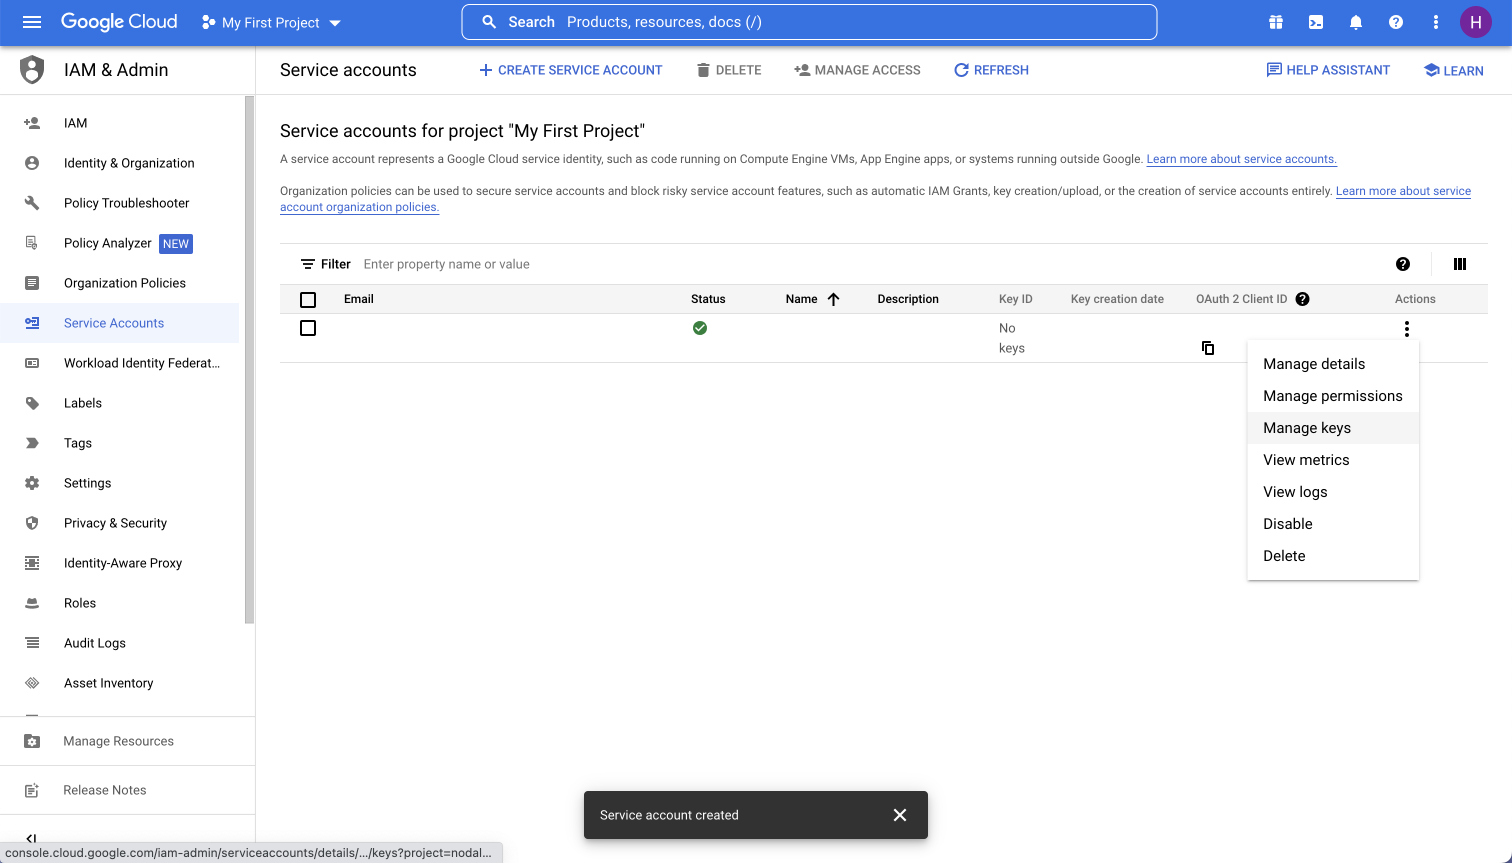 Google Cloud
My First Project
Search Products, resources, docs (/)
H
IAM & Admin
Service accounts
CREATE SERVICE ACCOUNT
DELETE
MANAGE ACCESS
REFRESH
HELP ASSISTANT
LEARN
IAM
Identity & Organization
Policy Troubleshooter
Policy Analyzer NEW
Organization Policies
Service Accounts
Workload Identity Federat...
Labels
Tags
Settings
Privacy & Security
Identity-Aware Proxy
Roles
Audit Logs
Asset Inventory
Manage Resources
Release Notes
Service accounts for project "My First Project"
A service account represents a Google Cloud service identity, such as code running on Compute Engine VMs, App Engine apps, or systems running outside Google. Learn more about service accounts.
Organization policies can be used to secure service accounts and block risky service account features, such as automatic IAM Grants, key creation/upload, or the creation of service accounts entirely. Learn more about service
account organization policies.
Filter Enter property name or value
Email Status Name Description Key ID Key creation date OAuth 2 Client ID Actions
No
keys
Manage details
Manage permissions
Manage keys
View metrics
View logs
Disable
Delete
Service account created
console.cloud.google.com/iam-admin/serviceaccounts/details/.../keys?project=nodal...